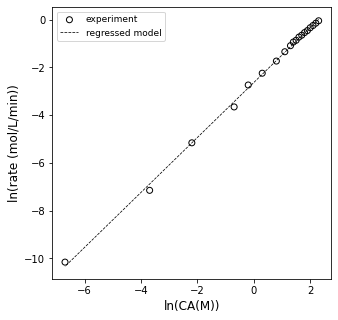 experiment
regressed model
ln(rate (mol/L/min))
0
−2
−4
−6
−8
−10
−6
−4
−2
0
2
ln(CA(M))